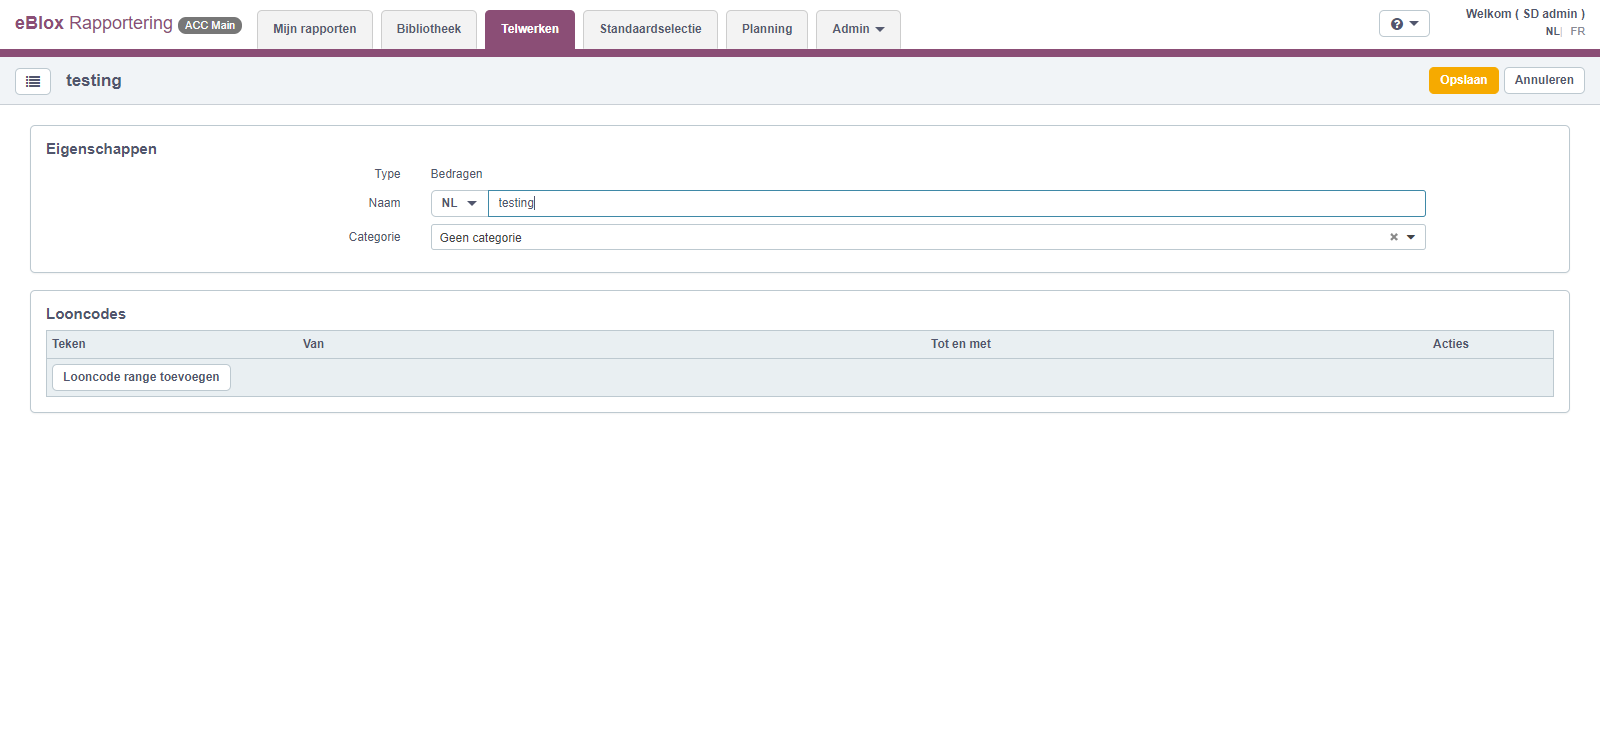 eBlox Rapportering ACC Main Mijn rapporten Bibliotheek Telwerken Standaardselectie Planning Admin Welkom ( SD admin )
NL| FR
testing Opslaan Annuleren
Eigenschappen
Type Bedragen
Naam NL testing
Categorie Geen categorie
Looncodes
Teken Van Tot en met Acties
Looncode range toevoegen